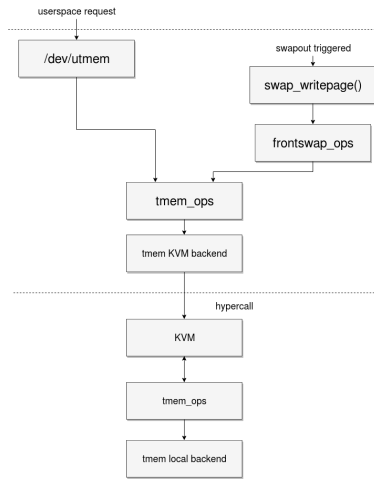 userspace request
/dev/utmem
swapout triggered
swap_writepage()
frontswap_ops
tmem_ops
tmem KVM backend
hypercall
KVM
tmem_ops
tmem local backend